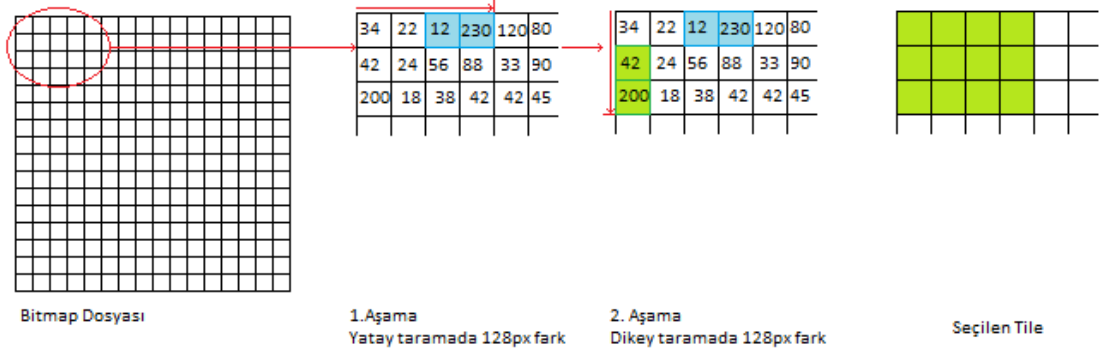 34 22 12 230 120 80
42 24 56 88 33 90
200 18 38 42 42 45
34 22 12 230 120 80
42 24 56 88 33 90
200 18 38 42 42 45
Bitmap Dosyası
1.Aşama
Yatay taramada 128px fark
2. Aşama
Dikey taramada 128px fark
Seçilen Tile